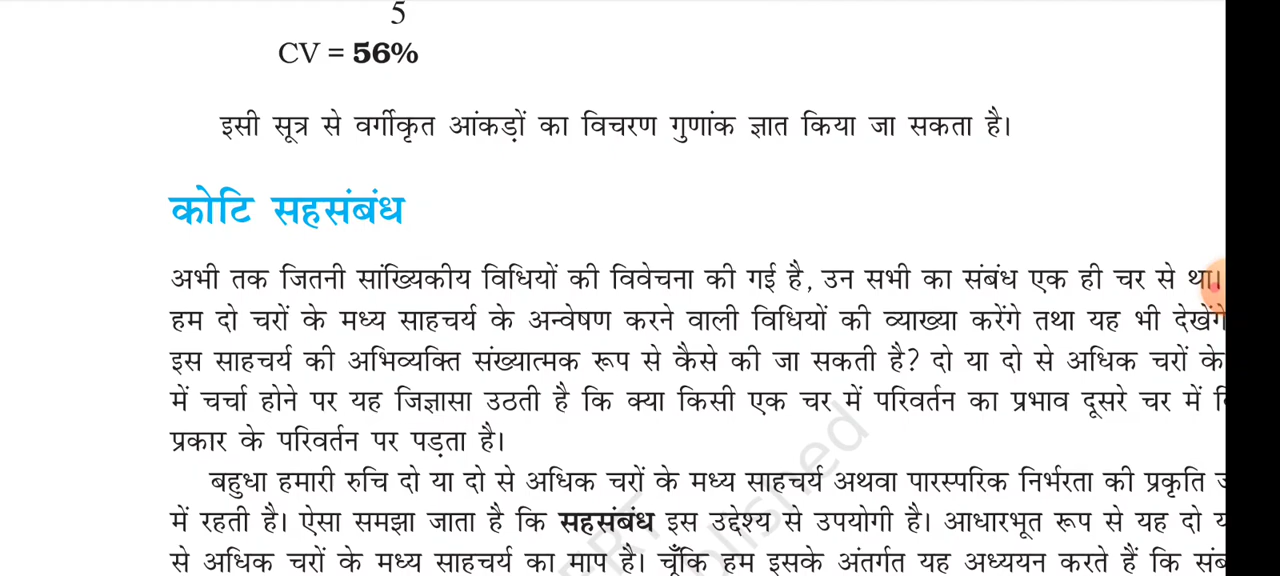 5
CV = 56%
इसी सूत्र से वर्गीकृत आंकड़ों का विचरण गुणांक ज्ञात किया जा सकता है।
कोटि सहसंबंध
अभी तक जितनी सांख्यिकीय विधियों की विवेचना की गई है, उन सभी का संबंध एक ही चर से था।
हम दो चरों के मध्य साहचर्य के अन्वेषण करने वाली विधियों की व्याख्या करेंगे तथा यह भी देखेंगे
इस साहचर्य की अभिव्यक्ति संख्यात्मक रूप से कैसे की जा सकती है? दो या दो से अधिक चरों के
में चर्चा होने पर यह जिज्ञासा उठती है कि क्या किसी एक चर में परिवर्तन का प्रभाव दूसरे चर में
प्रकार के परिवर्तन पर पड़ता है।
बहुधा हमारी रुचि दो या दो से अधिक चरों के मध्य साहचर्य अथवा पारस्परिक निर्भरता की प्रकृति
में रहती है। ऐसा समझा जाता है कि सहसंबंध इस उद्देश्य से उपयोगी है। आधारभूत रूप से यह दो
से अधिक चरों के मध्य साहचर्य का माप है। चूँकि हम इसके अंतर्गत यह अध्ययन करते हैं कि